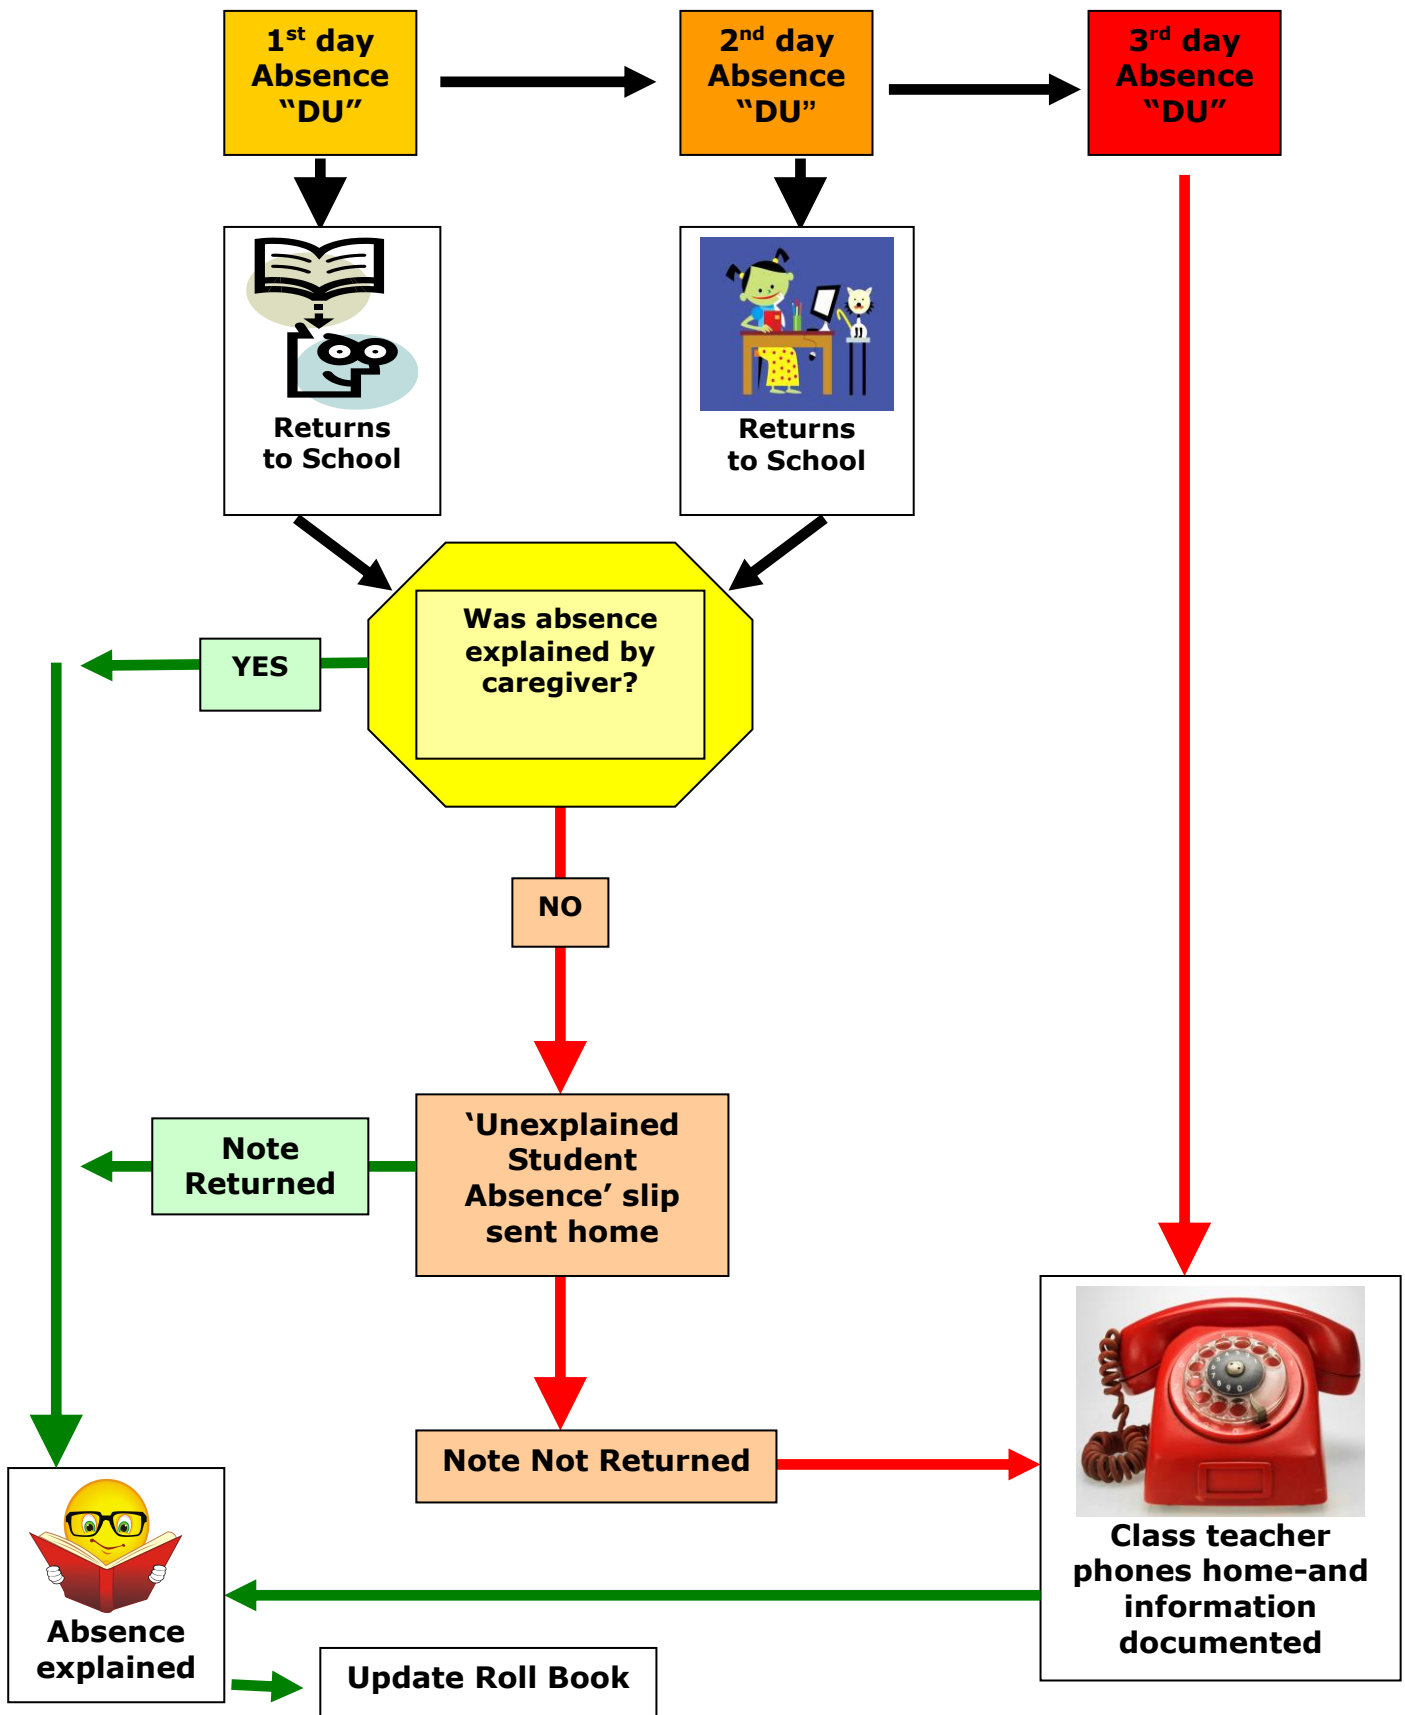 1st day
Absence
“DU”
2nd day
Absence
“DU”
3rd day
Absence
“DU”
Returns
to School
Returns
to School
Was absence
explained by
caregiver?
YES
NO
Note
Returned
‘Unexplained
Student
Absence’ slip
sent home
Note Not Returned
Class teacher
phones home-and
information
documented
Absence
explained
Update Roll Book